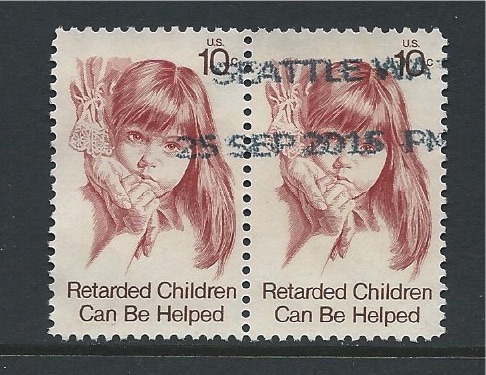 U.S.
10c
Retarded Children
Can Be Helped
U.S.
10c
Retarded Children
Can Be Helped
SEATTLE WA
25 SEP 2015 PM